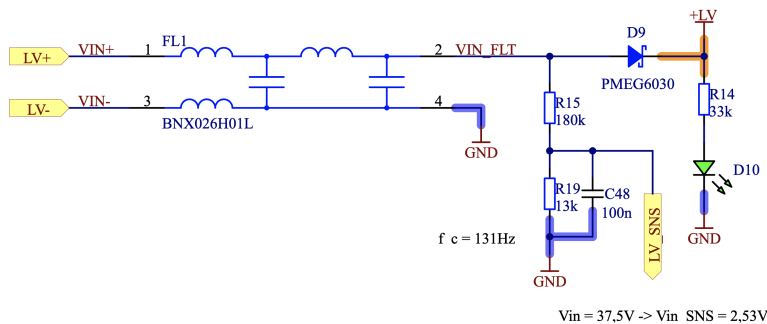 +LV
FL1
D9
LV+
VIN+
1
2
VIN_FLT
PMEG6030
R14
33k
R15
180k
LV-
VIN-
3
4
BNX026H01L
GND
D10
R19
13k
C48
100n
LV_SNS
f c = 131Hz
GND
GND
Vin = 37,5V -> Vin SNS = 2,53V